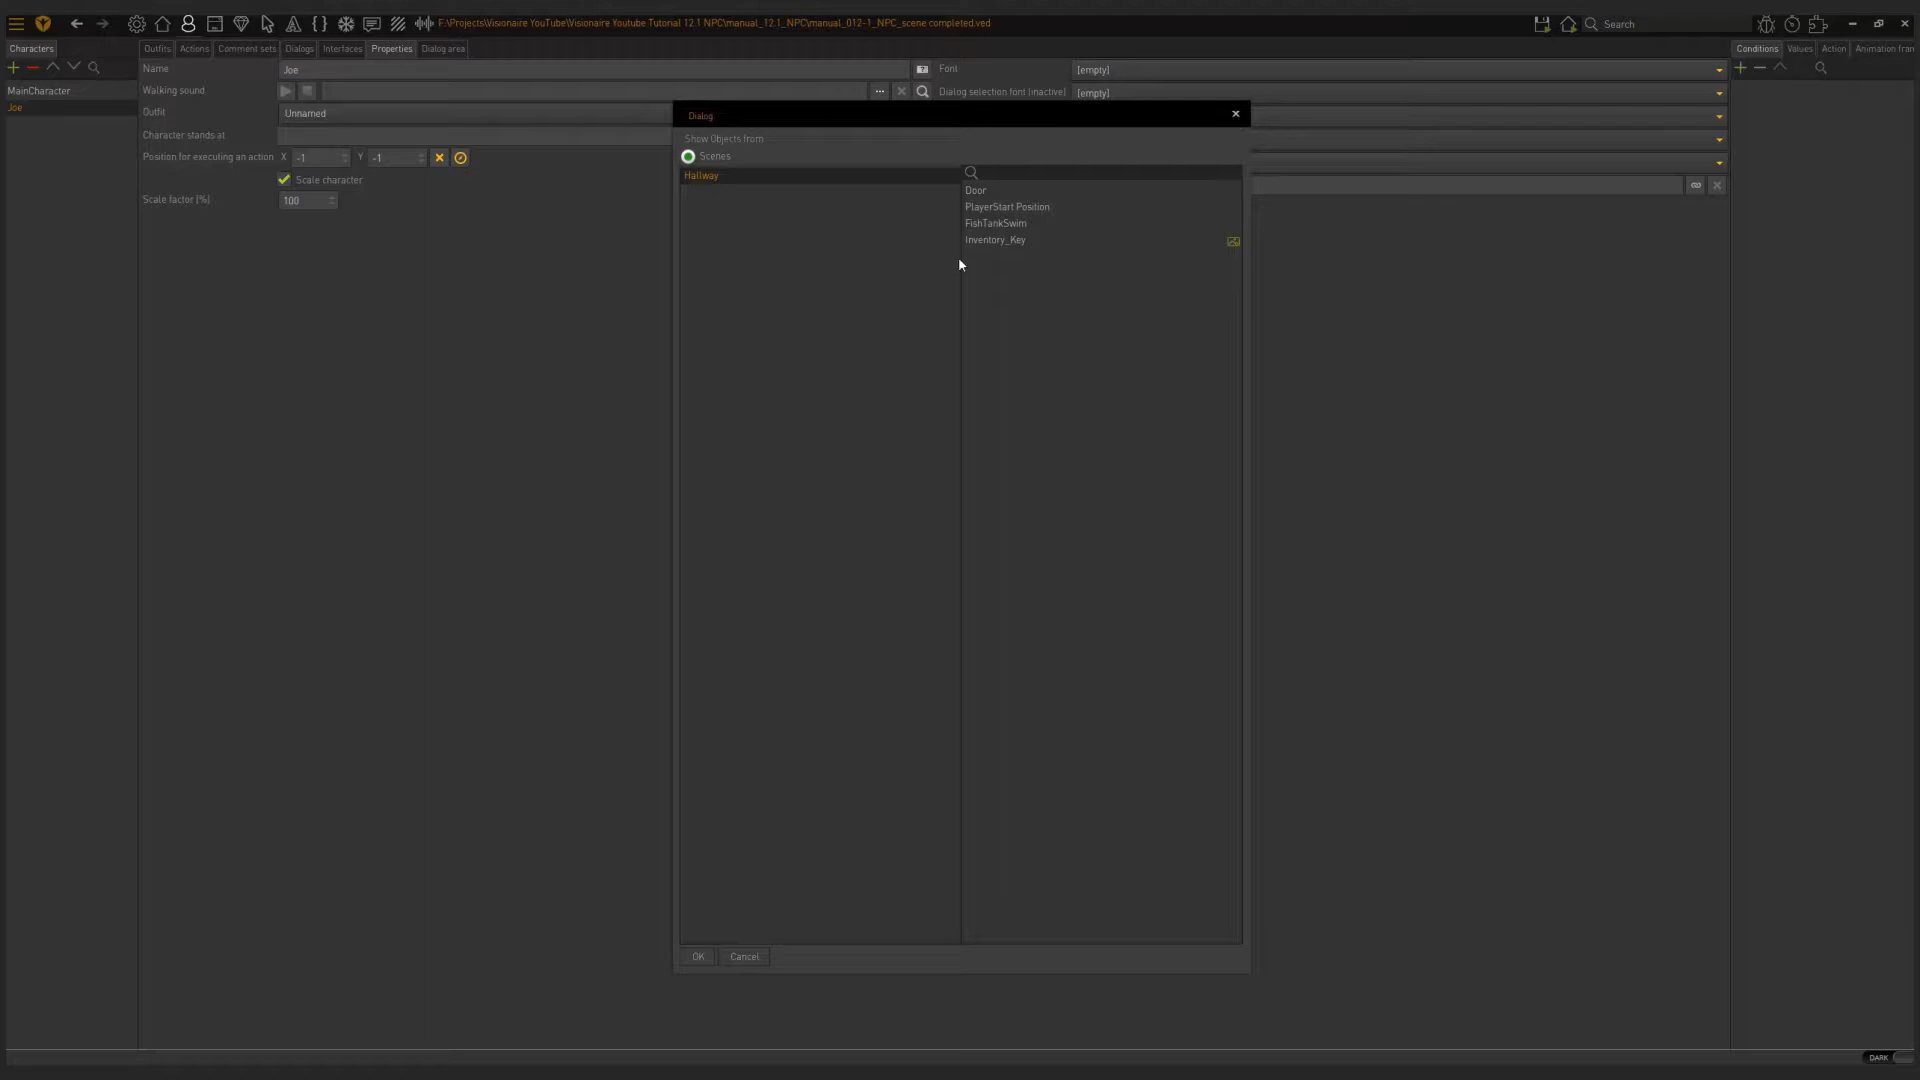 F:\Projects\Visionaire YouTube\Visionaire Youtube Tutorial 12.1 NPC\manual_12.1_NPC\manual_012-1_NPC_scene completed.ved
Search
Characters
Outfits Actions Comment sets Dialogs Interfaces Properties Dialog area
Conditions Values Action Animation fram
Name Joe
Font [empty]
Walking sound
Dialog selection font (inactive) [empty]
MainCharacter
Joe
Outfit Unnamed
Character stands at
Position for executing an action X -1 Y -1
Scale character
Scale factor [%] 100
Dialog
Show Objects from
Scenes
Hallway
Door
PlayerStart Position
FishTankSwim
Inventory_Key
OK Cancel
DARK